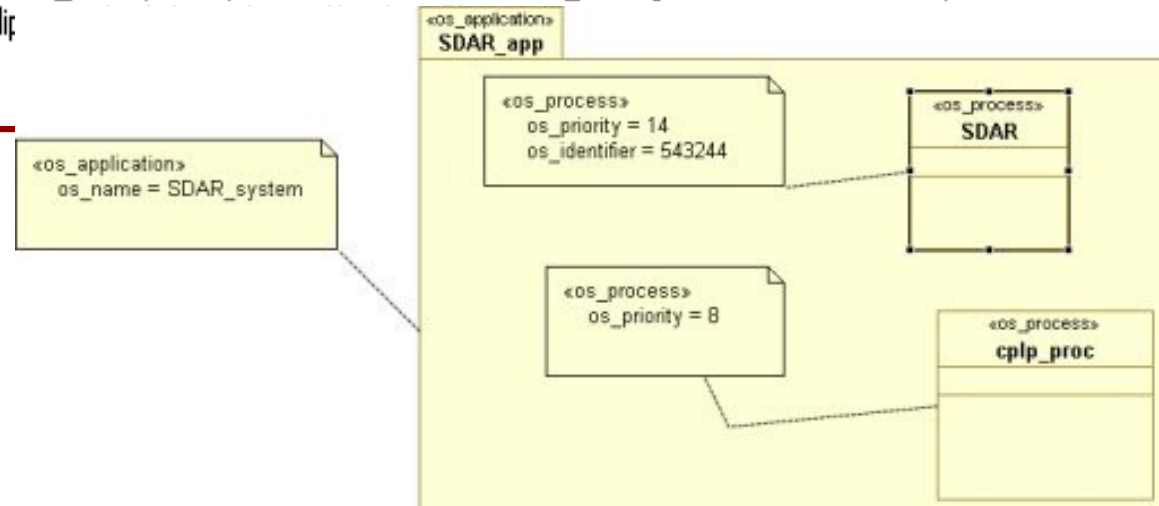 «os_application»
SDAR_app
«os_process»
os_priority = 14
os_identifier = 543244
«os_process»
SDAR
«os_application»
os_name = SDAR_system
«os_process»
os_priority = 8
«os_process»
cplp_proc